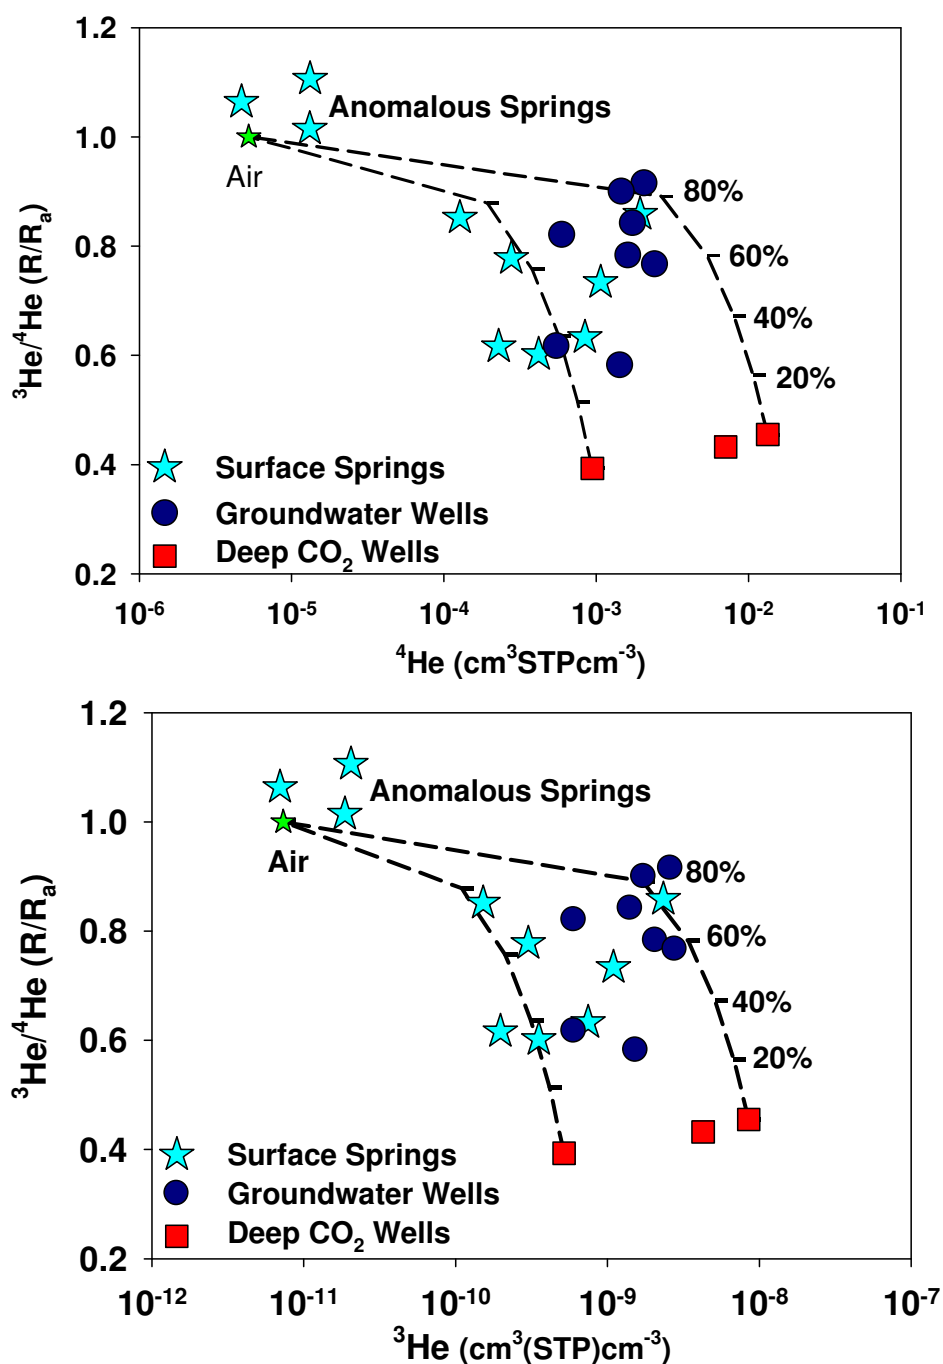 1.2
1.0
0.8
0.6
0.4
0.2
³He/⁴He (R/Rₐ)
Anomalous Springs
Air
80%
60%
40%
20%
Surface Springs
Groundwater Wells
Deep CO₂ Wells
10⁻⁶ 10⁻⁵ 10⁻⁴ 10⁻³ 10⁻² 10⁻¹
⁴He (cm³STPcm⁻³)
1.2
1.0
0.8
0.6
0.4
0.2
³He/⁴He (R/Rₐ)
Anomalous Springs
Air
80%
60%
40%
20%
Surface Springs
Groundwater Wells
Deep CO₂ Wells
10⁻¹² 10⁻¹¹ 10⁻¹⁰ 10⁻⁹ 10⁻⁸ 10⁻⁷
³He (cm³(STP)cm⁻³)